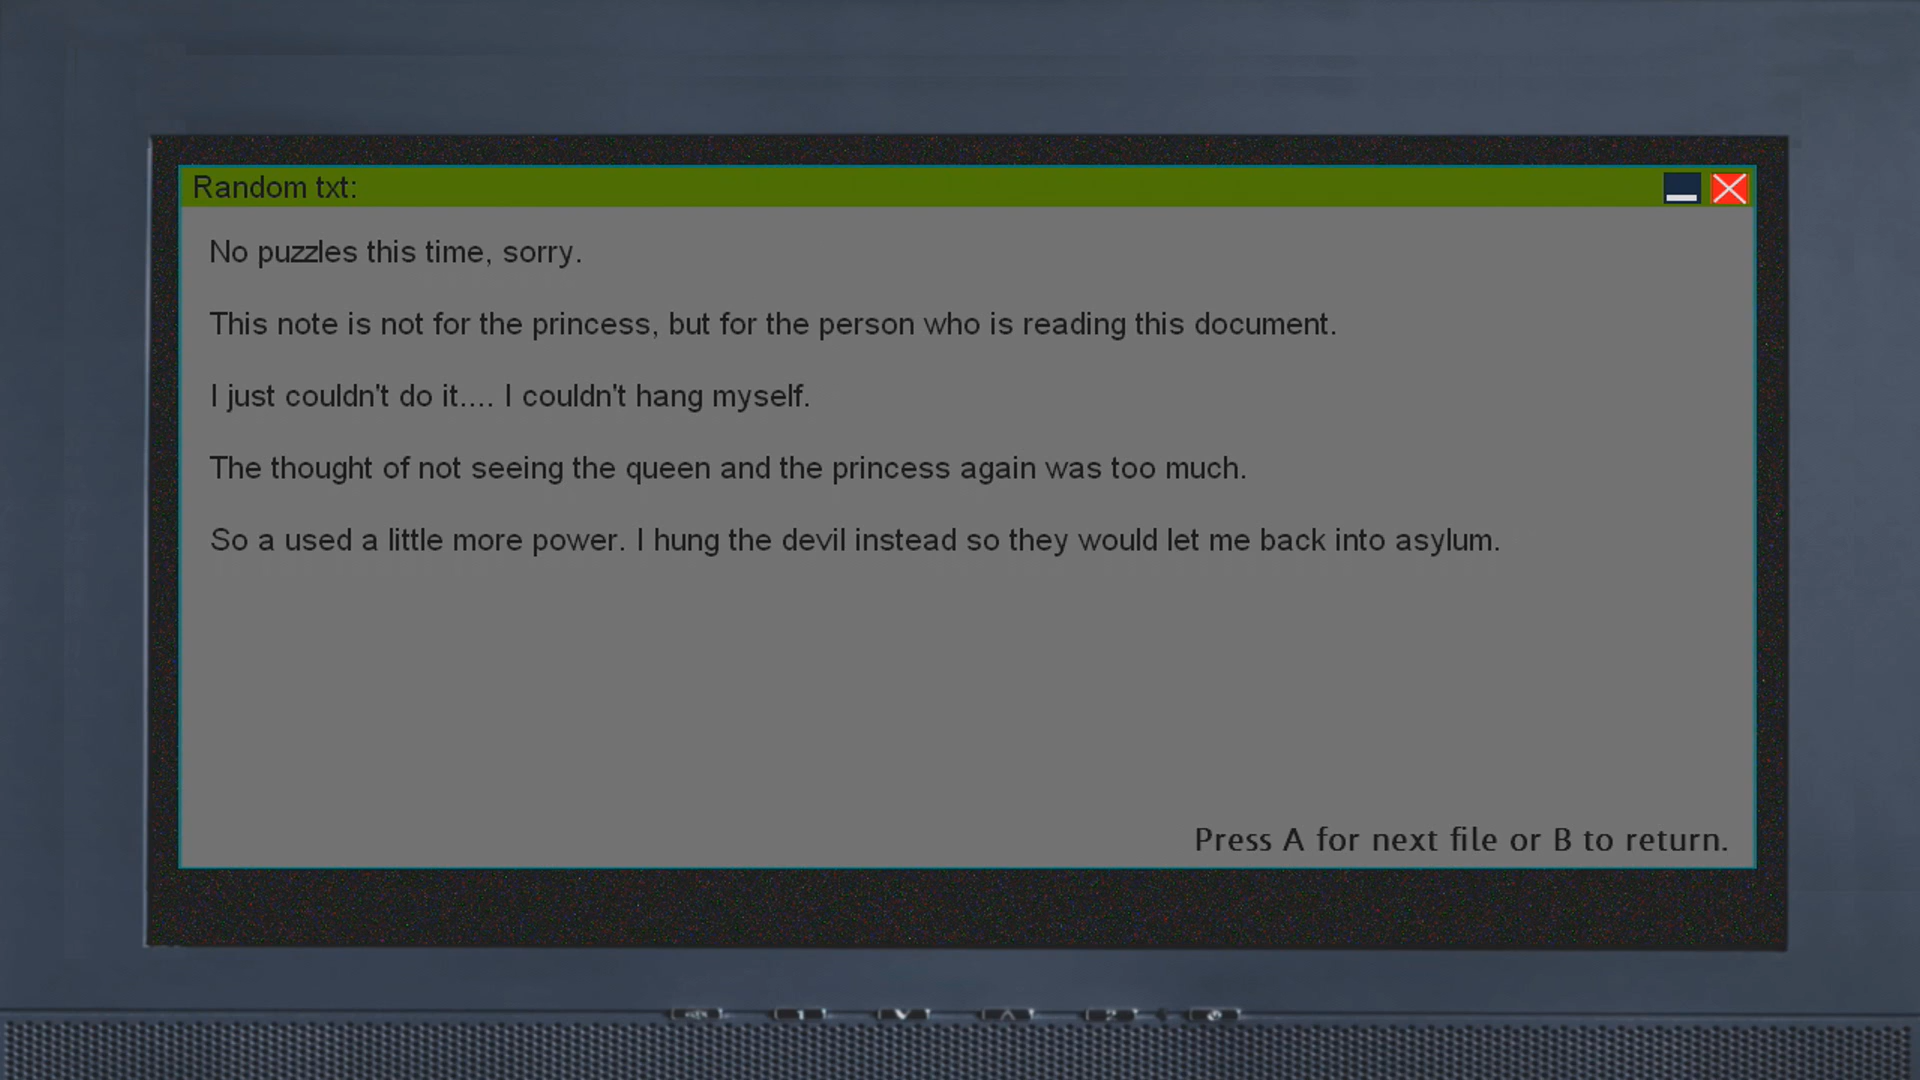 Random txt:
No puzzles this time, sorry.
This note is not for the princess, but for the person who is reading this document.
I just couldn't do it.... I couldn't hang myself.
The thought of not seeing the queen and the princess again was too much.
So a used a little more power. I hung the devil instead so they would let me back into asylum.
Press A for next file or B to return.